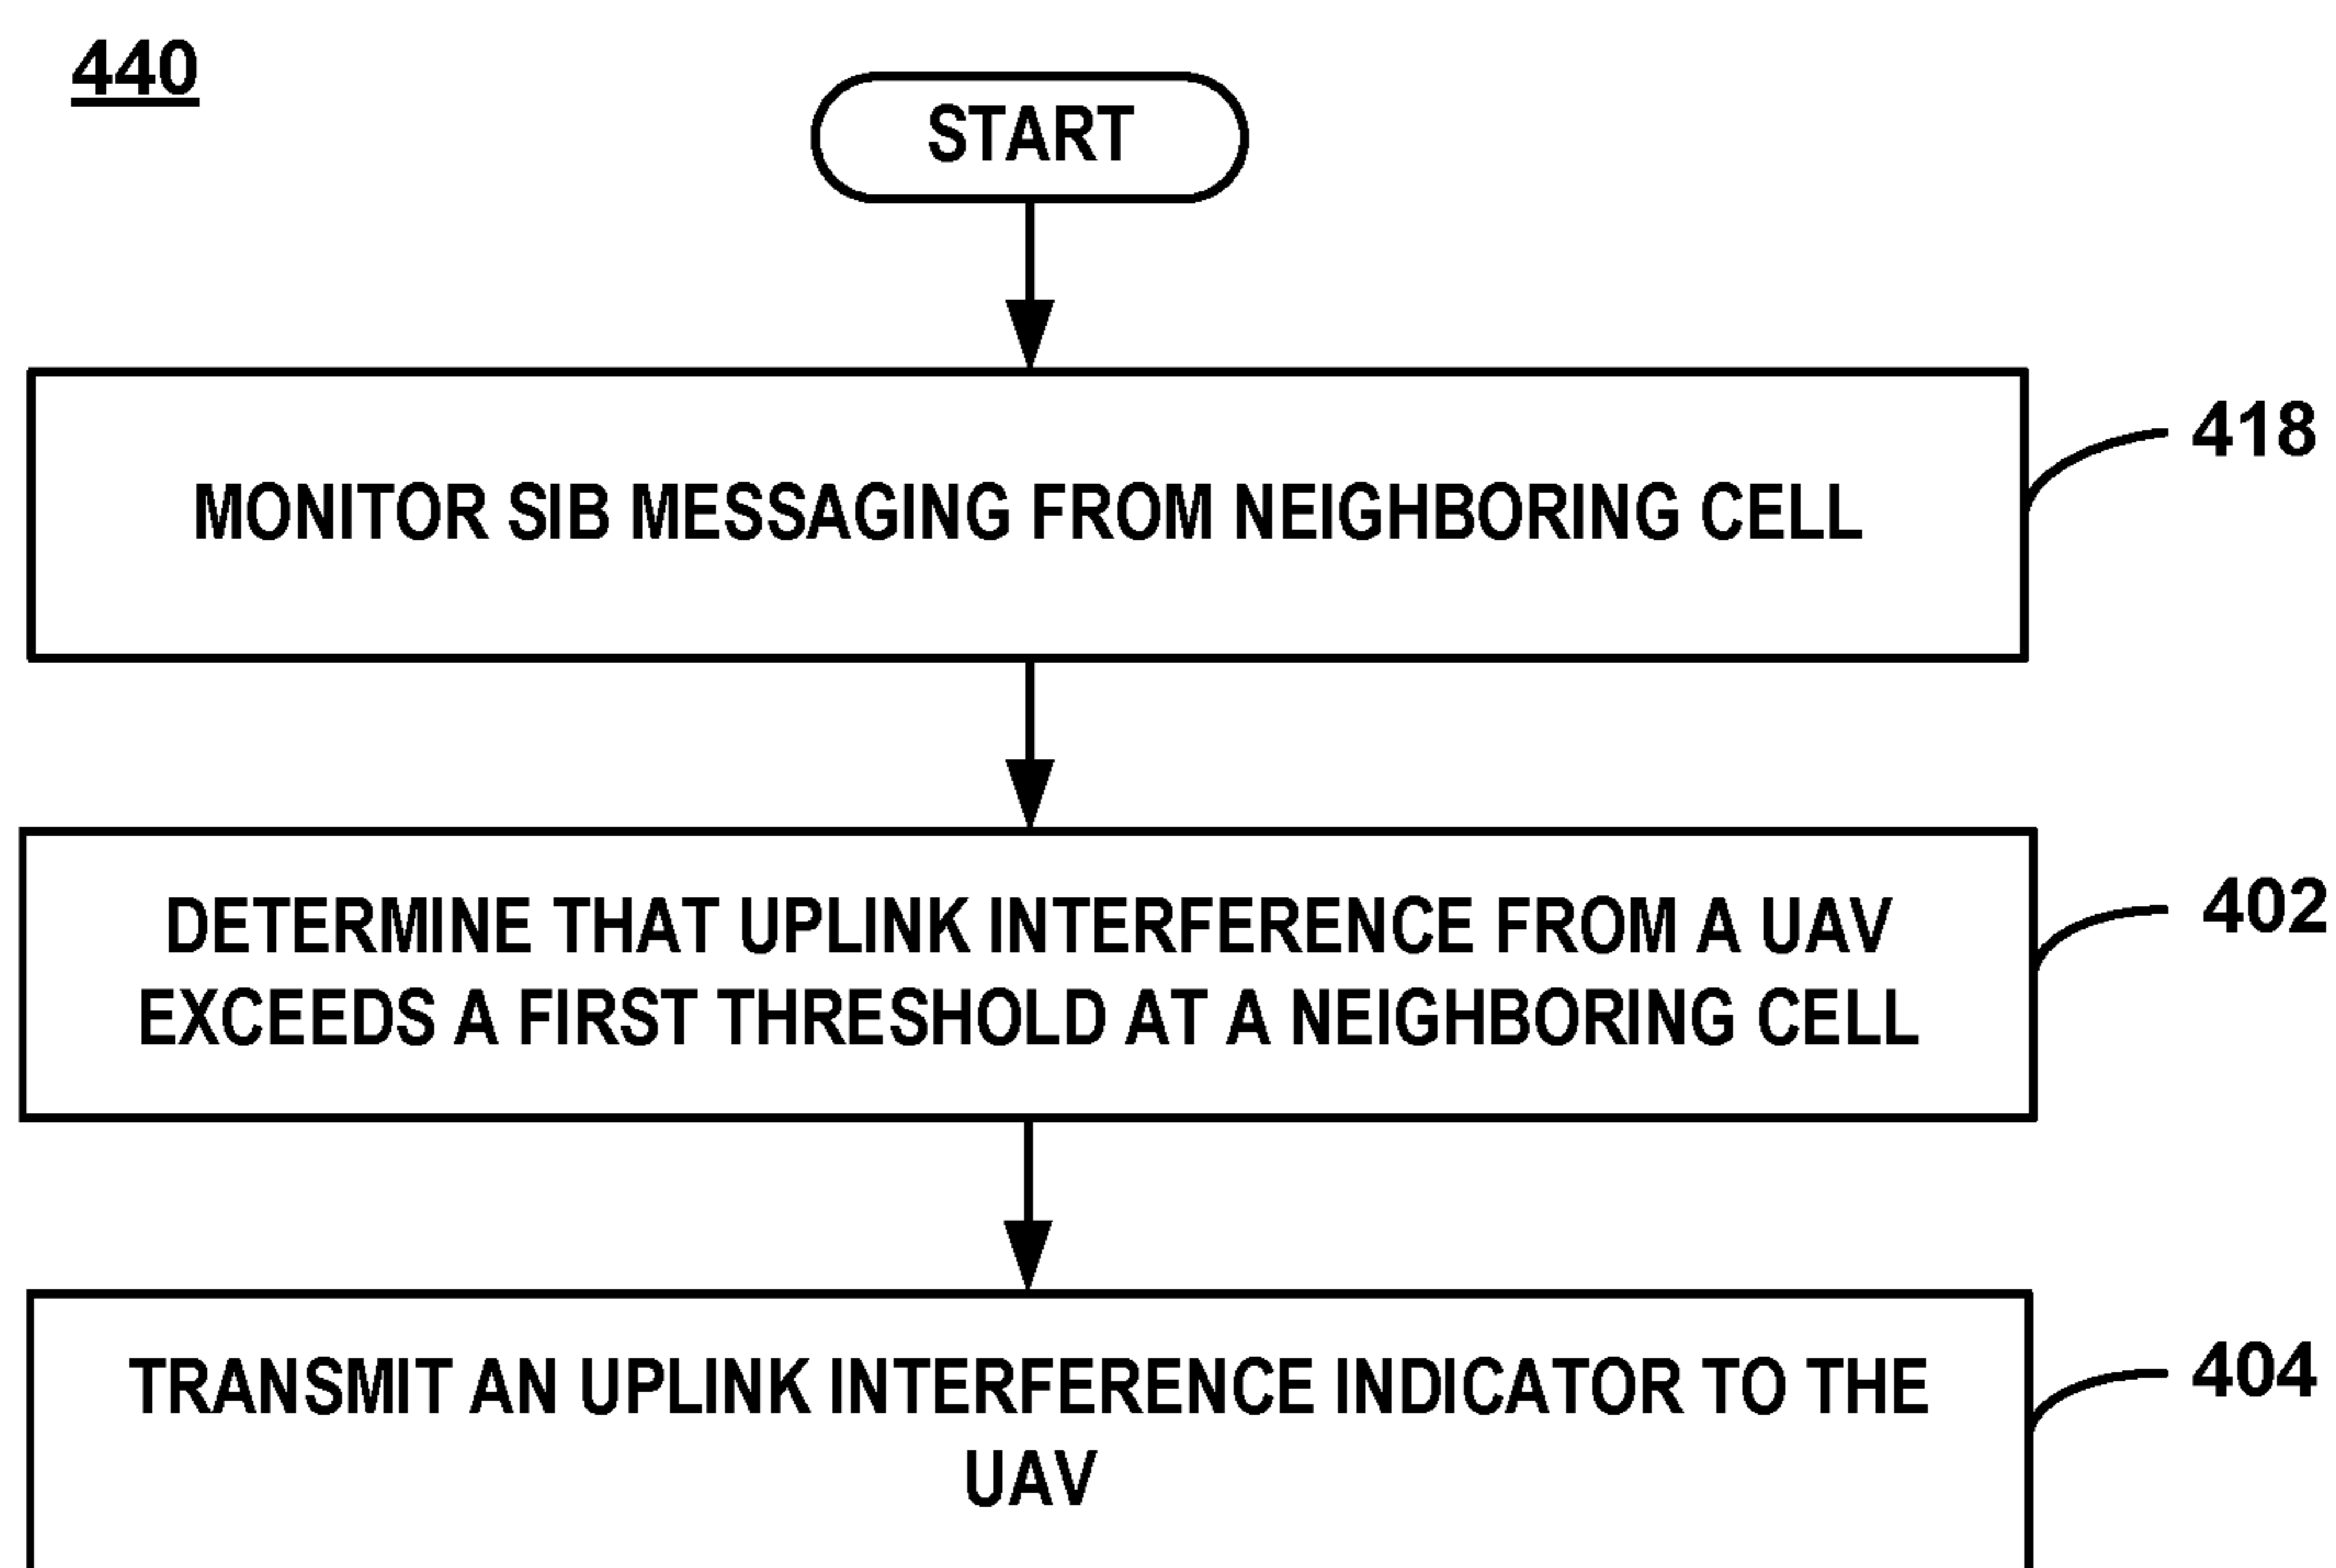 440
START
418
MONITOR SIB MESSAGING FROM NEIGHBORING CELL
402
DETERMINE THAT UPLINK INTERFERENCE FROM A UAV
EXCEEDS A FIRST THRESHOLD AT A NEIGHBORING CELL
404
TRANSMIT AN UPLINK INTERFERENCE INDICATOR TO THE
UAV